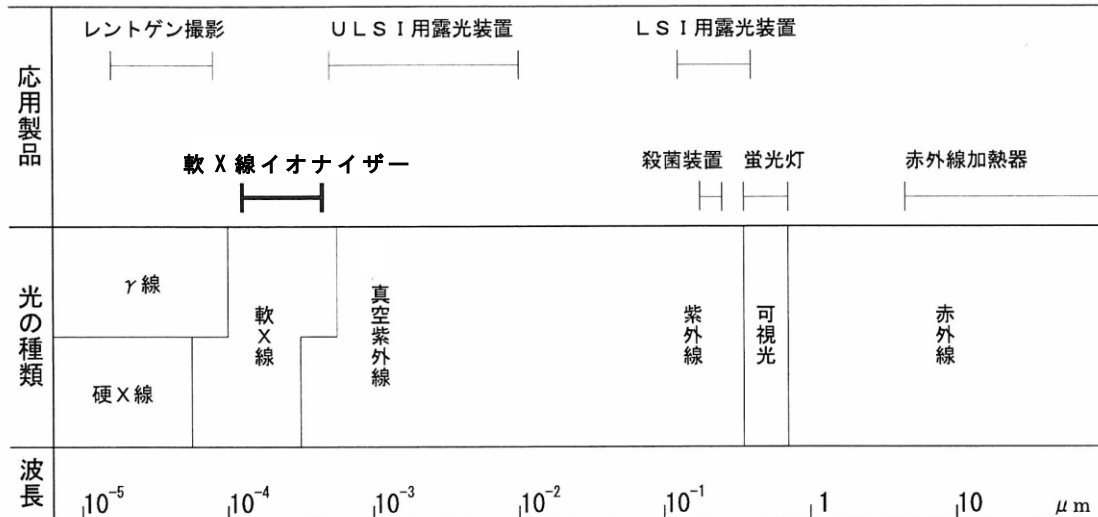 応用製品
レントゲン撮影
ULSI用露光装置
LSI用露光装置
軟X線イオナイザー
殺菌装置
蛍光灯
赤外線加熱器
光の種類
γ線
硬X線
軟X線
真空紫外線
紫外線
可視光
赤外線
波長
10⁻⁵
10⁻⁴
10⁻³
10⁻²
10⁻¹
1
10
μm